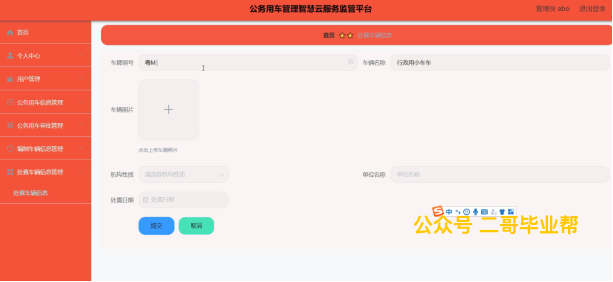 公务用车管理智慧云服务监管平台
管理员 abo 退出登录
首页
个人中心
用户管理
公务用车信息管理
公务用车审批管理
编制车辆信息管理
处置车辆信息管理
处置车辆信息
首页 处置车辆信息
车牌照号 粤M 车辆名称 行政用小车车
车辆照片
点击上传车辆照片
机构性质 请选择机构性质 单位名称 单位名称
处置日期 处置日期
提交 取消
中
公众号 二哥毕业帮